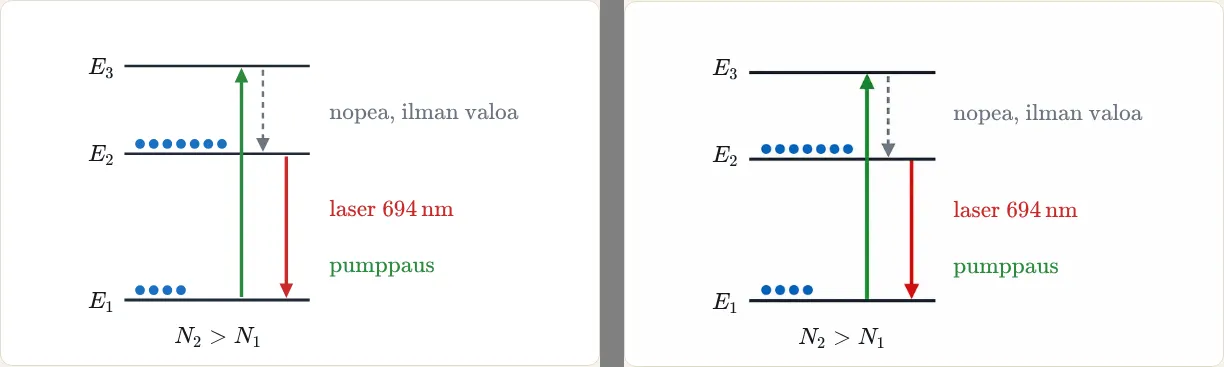 E₃
nopea, ilman valoa
E₂
laser 694 nm
pumppaus
E₁
N₂ > N₁
E₃
nopea, ilman valoa
E₂
laser 694 nm
pumppaus
E₁
N₂ > N₁